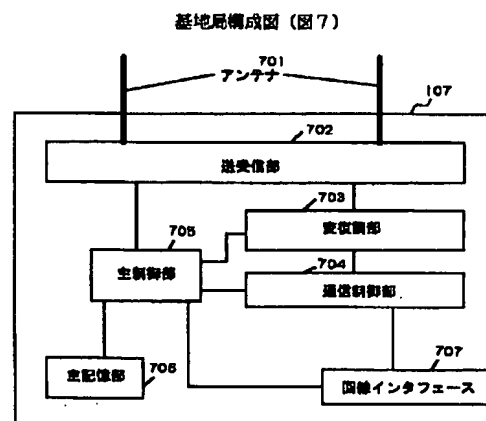 基地局構成図（図７）
701
アンテナ
107
702
送受信部
703
変復調部
705
主制御部
704
通信制御部
706
主記憶部
707
回線インタフェース